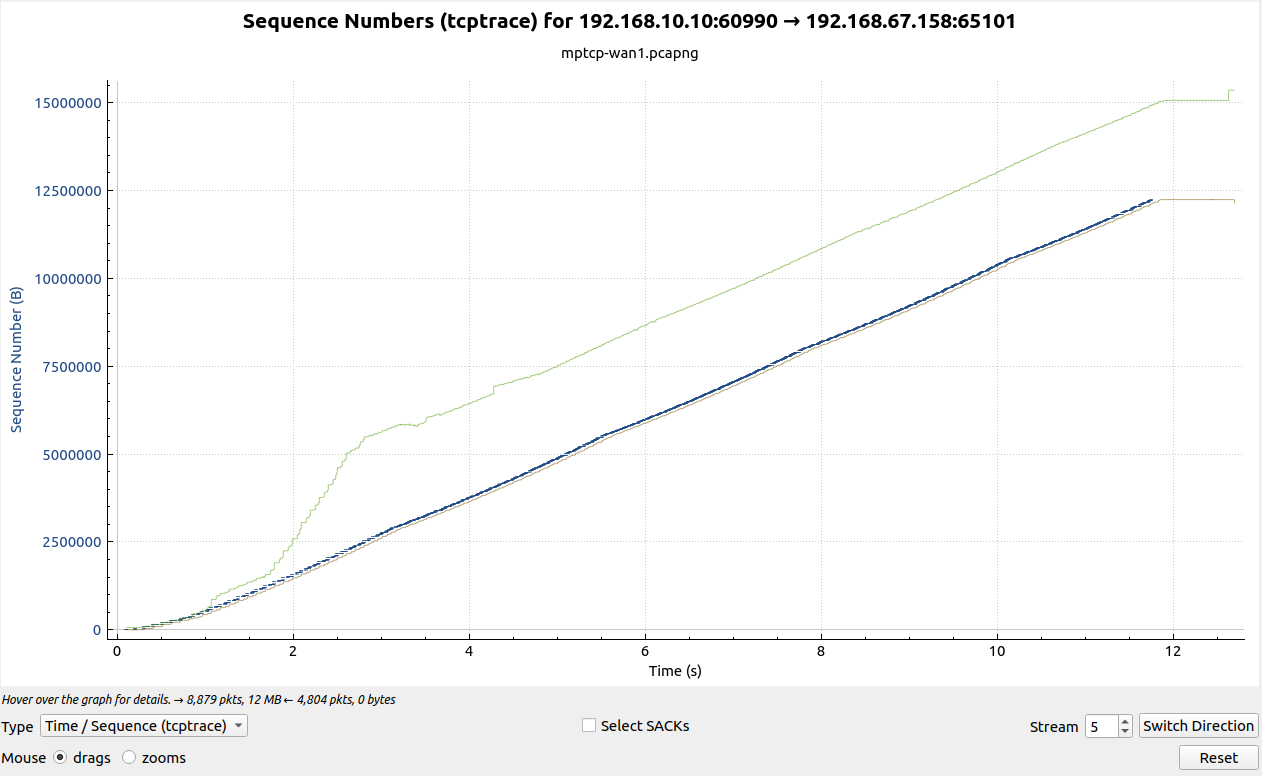 Sequence Numbers (tcptrace) for 192.168.10.10:60990 → 192.168.67.158:65101
mptcp-wan1.pcapng
15000000
12500000
10000000
7500000
5000000
2500000
0
Sequence Number (B)
0 2 4 6 8 10 12
Time (s)
Hover over the graph for details. → 8,879 pkts, 12 MB ← 4,804 pkts, 0 bytes
Type Time / Sequence (tcptrace) Select SACKs Stream 5 Switch Direction
Mouse drags zooms Reset